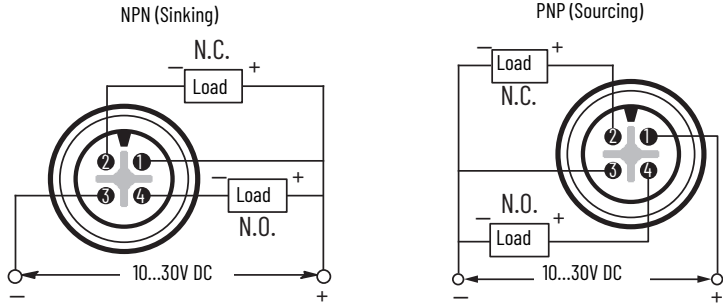 NPN (Sinking)
N.C.
– +
Load
2 1
3 4
– +
Load
N.O.
10...30V DC
– +
PNP (Sourcing)
– +
Load
N.C.
2 1
3 4
N.O.
– +
Load
10...30V DC
– +